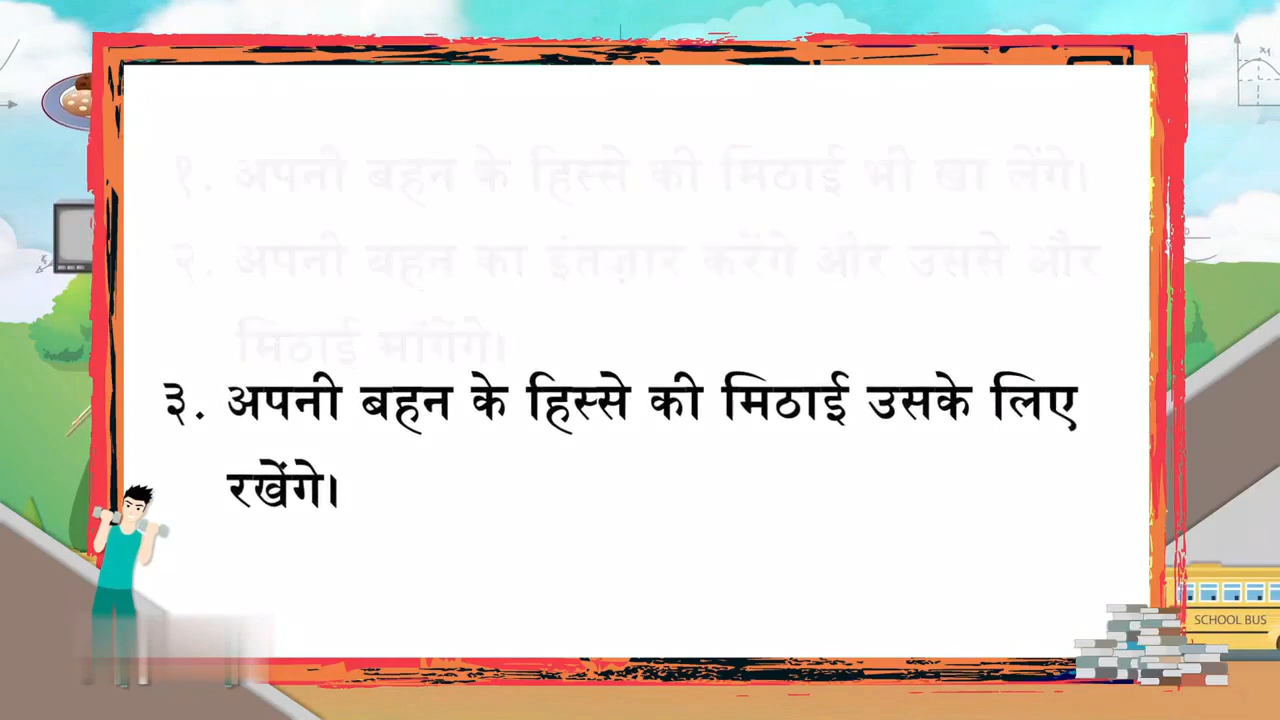 १. अपनी बहन के हिस्से की मिठाई भी खा लेंगे।
२. अपनी बहन का इंतज़ार करेंगे और उससे और
मिठाई मांगेंगे।
३. अपनी बहन के हिस्से की मिठाई उसके लिए
रखेंगे।
SCHOOL BUS